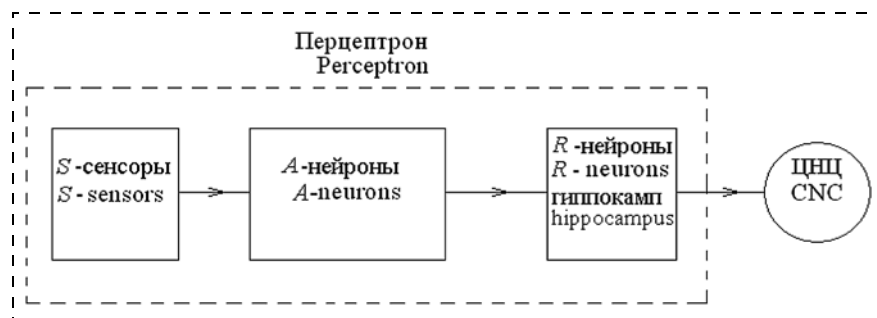 Перцептрон
Perceptron
S-сенсоры
S-sensors
A-нейроны
A-neurons
R-нейроны
R- neurons
гиппокамп
hippocampus
ЦНЦ
CNC